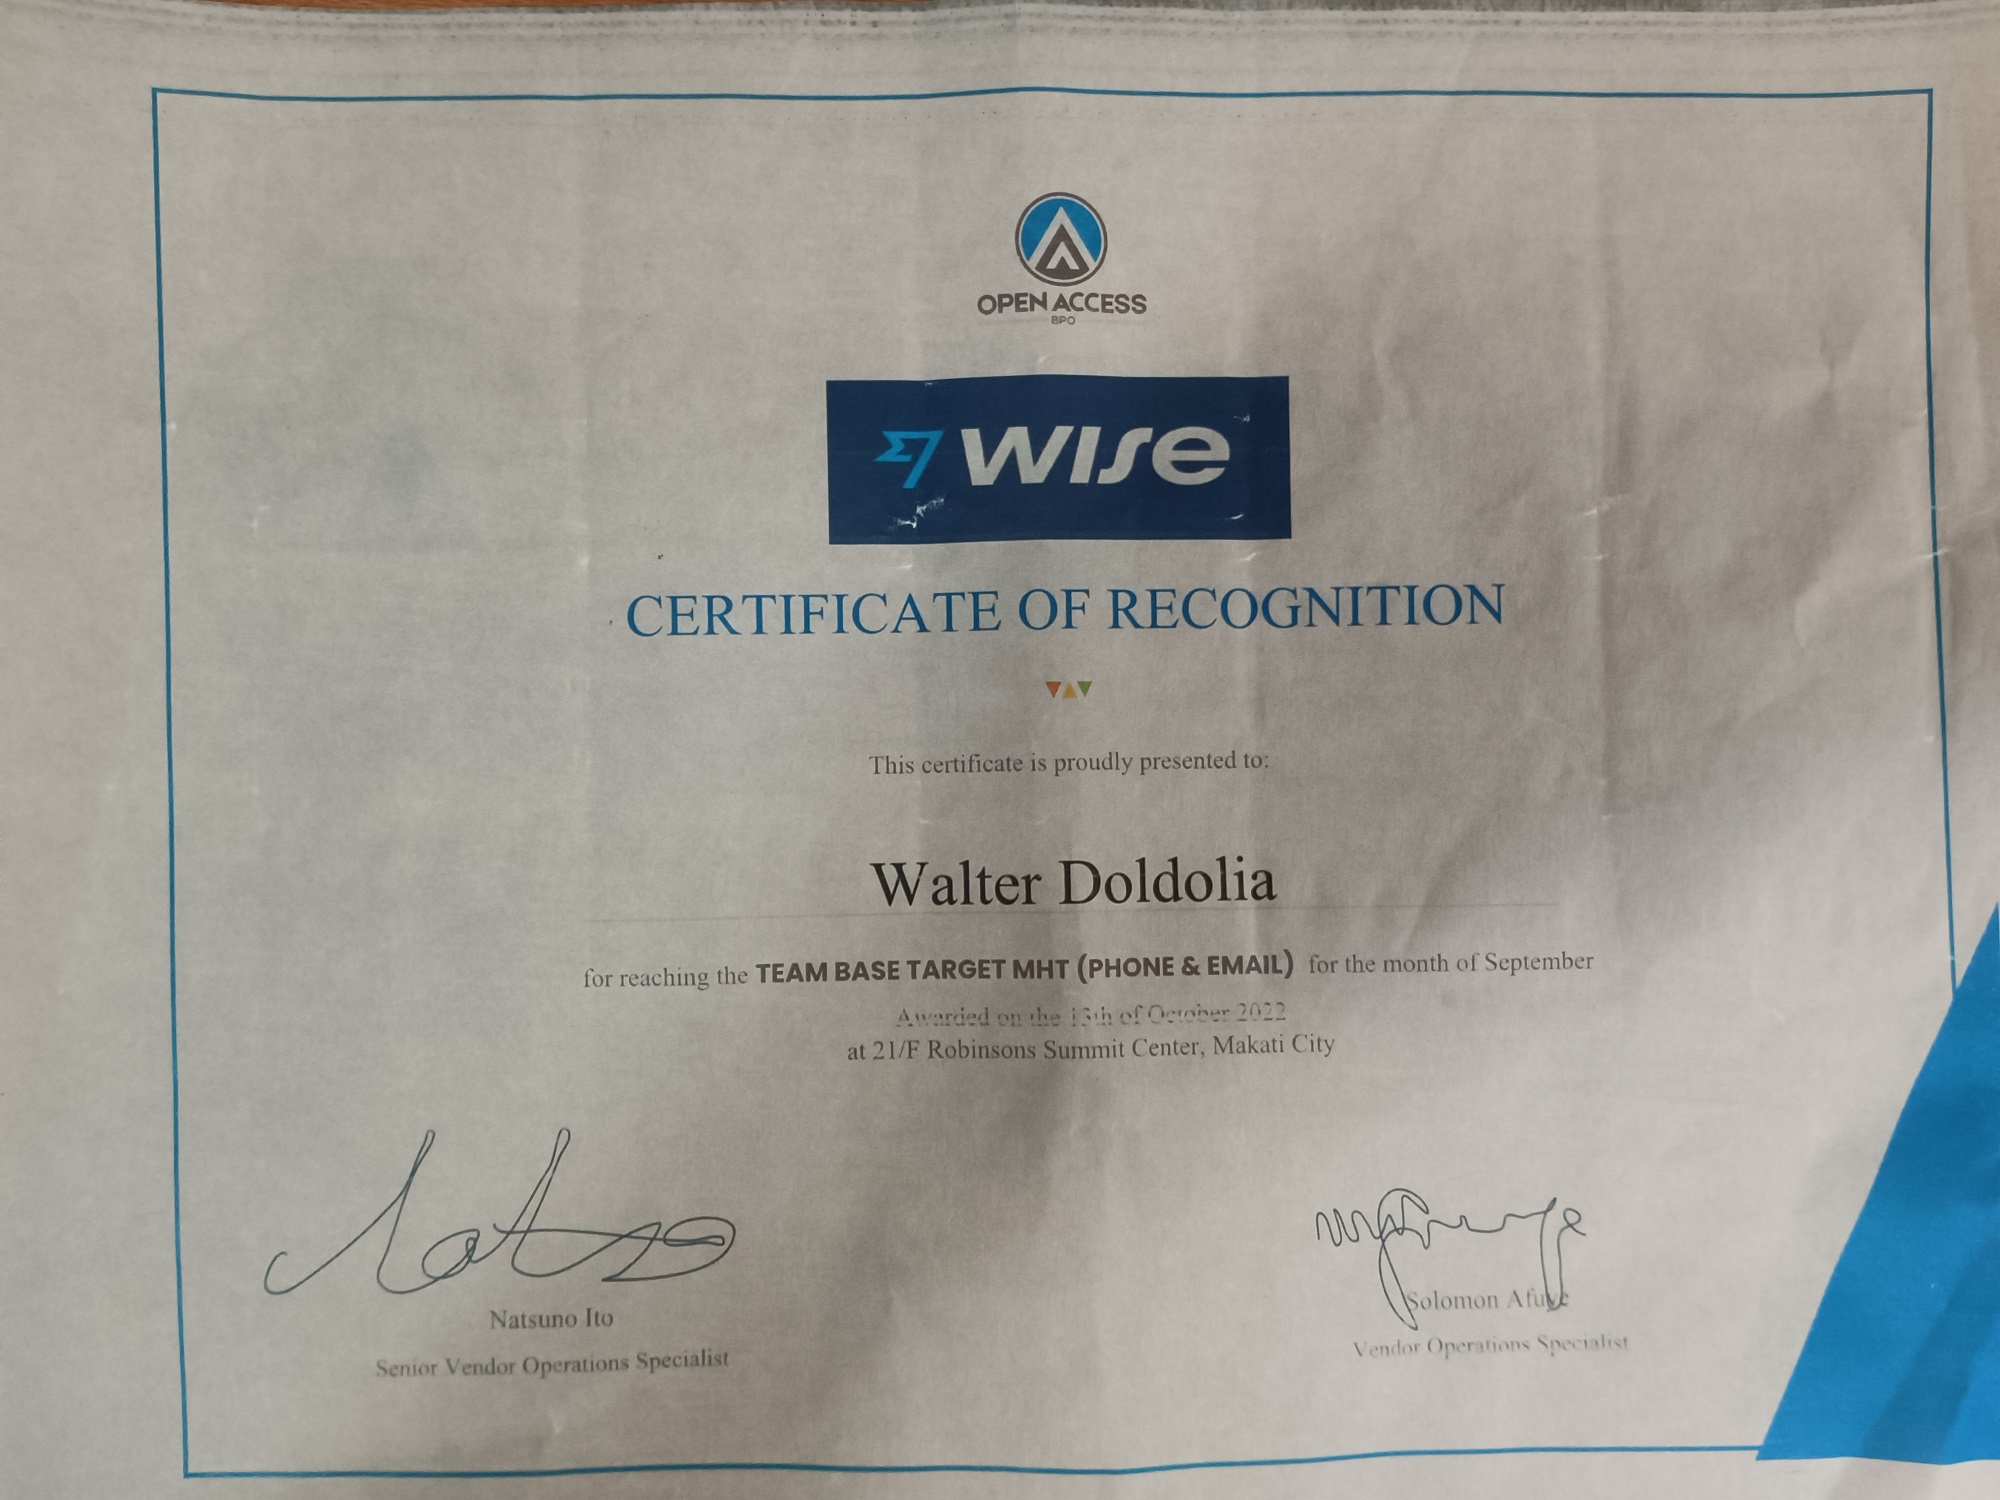 OPEN ACCESS
BPO
WISE
CERTIFICATE OF RECOGNITION
This certificate is proudly presented to:
Walter Doldolia
for reaching the TEAM BASE TARGET MHT (PHONE & EMAIL) for the month of September
Awarded on the of October 2022
at 21/F Robinsons Summit Center, Makati City
Natsuno Ito
Senior Vendor Operations Specialist
Solomon Afuye
Vendor Operations Specialist